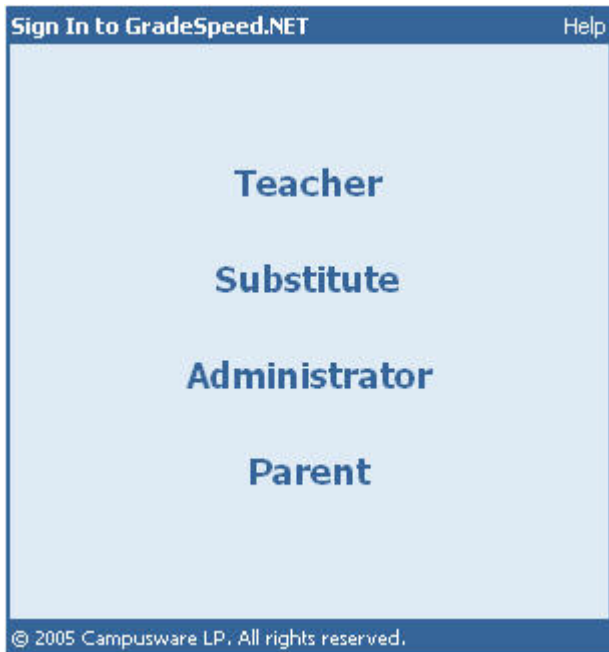 Sign In to GradeSpeed.NET Help
Teacher
Substitute
Administrator
Parent
© 2005 Campusware LP. All rights reserved.